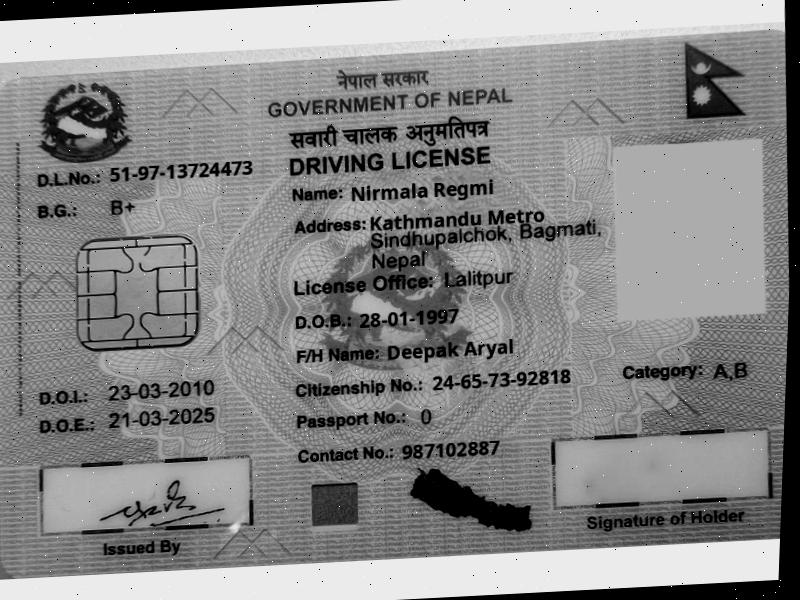 नेपाल सरकार
GOVERNMENT OF NEPAL
सवारी चालक अनुमतिपत्र
DRIVING LICENSE
D.L.No.: 51-97-13724473
B.G.: B+
Name: Nirmala Regmi
Address: Kathmandu Metro
Sindhupalchok, Bagmati,
Nepal
License Office: Lalitpur
D.O.B.: 28-01-1997
F/H Name: Deepak Aryal
Citizenship No.: 24-65-73-92818
Category: A,B
D.O.I.: 23-03-2010
D.O.E.: 21-03-2025
Passport No.: 0
Contact No.: 987102887
Issued By
Signature of Holder